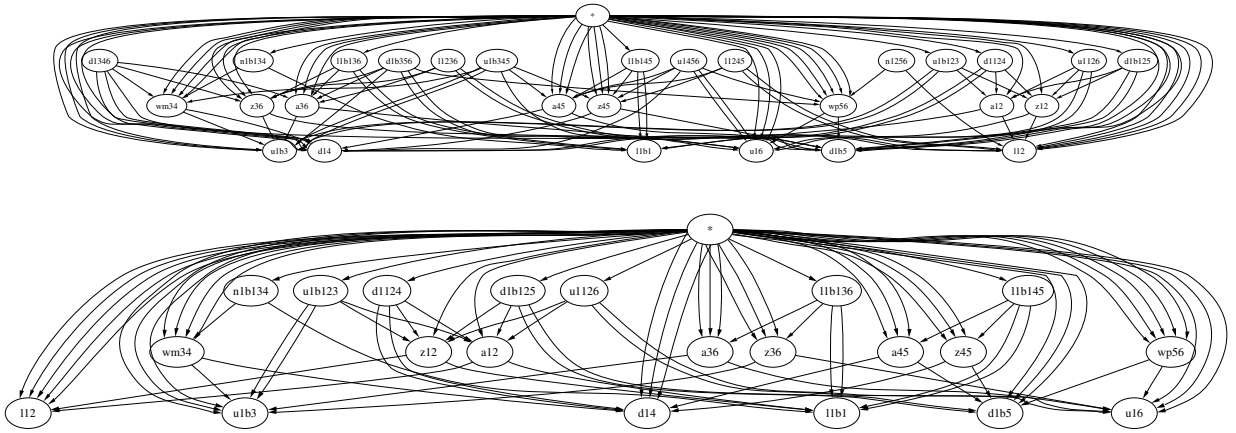 *
d1346 n1b134 l1b136 d1b356 l1236 u1b345 l1b145 u1456 l1245 n1256 u1b123 d1124 u1126 d1b125
wm34 z36 a36 a45 z45 wp56 a12 z12
u1b3 d14 l1b1 u16 d1b5 l12
*
n1b134 u1b123 d1124 d1b125 u1126 l1b136 l1b145
wm34 z12 a12 a36 z36 a45 z45 wp56
l12 u1b3 d14 l1b1 d1b5 u16